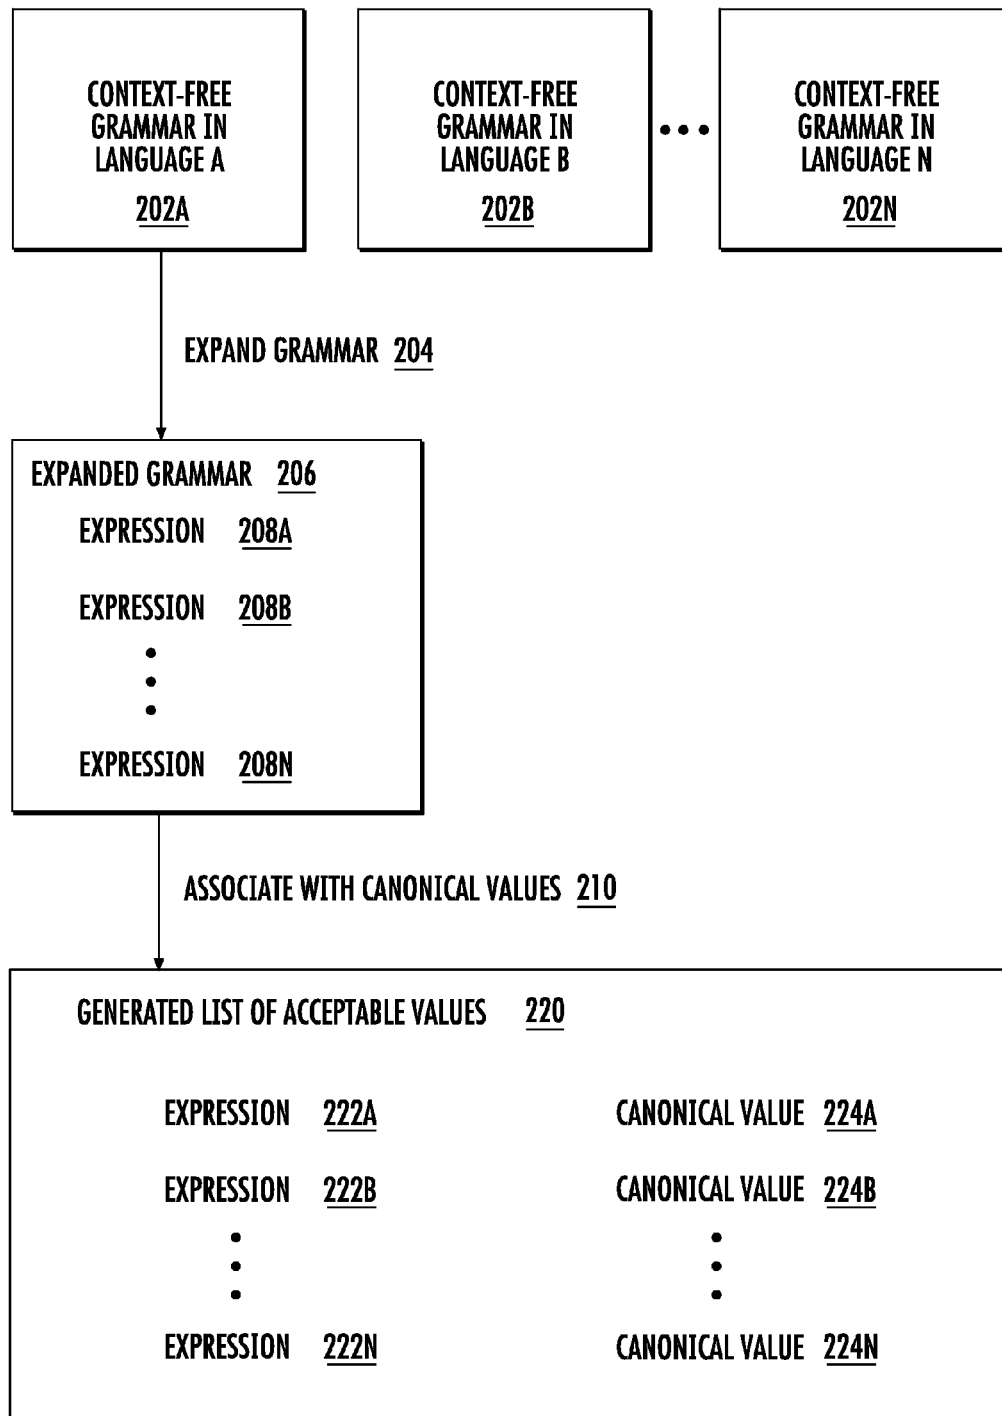 CONTEXT-FREE
GRAMMAR IN
LANGUAGE A
202A
CONTEXT-FREE
GRAMMAR IN
LANGUAGE B
202B
CONTEXT-FREE
GRAMMAR IN
LANGUAGE N
202N
EXPAND GRAMMAR 204
EXPANDED GRAMMAR 206
EXPRESSION 208A
EXPRESSION 208B
EXPRESSION 208N
ASSOCIATE WITH CANONICAL VALUES 210
GENERATED LIST OF ACCEPTABLE VALUES 220
EXPRESSION 222A CANONICAL VALUE 224A
EXPRESSION 222B CANONICAL VALUE 224B
EXPRESSION 222N CANONICAL VALUE 224N